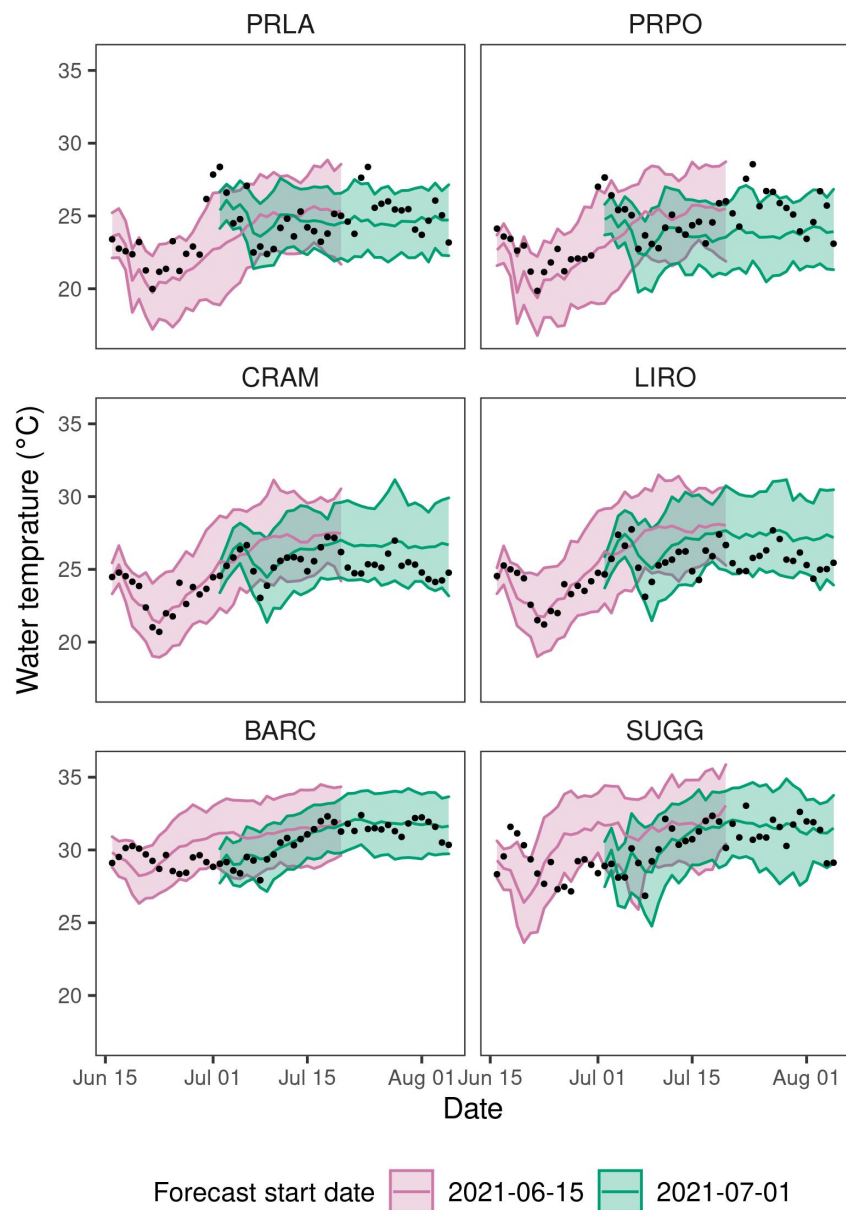 PRLA PRPO
35
30
25
20
CRAM LIRO
35
30
25
20
BARC SUGG
35
30
25
20
Water temprature (°C)
Jun 15 Jul 01 Jul 15 Aug 01 Jun 15 Jul 01 Jul 15 Aug 01
Date
Forecast start date 2021-06-15 2021-07-01